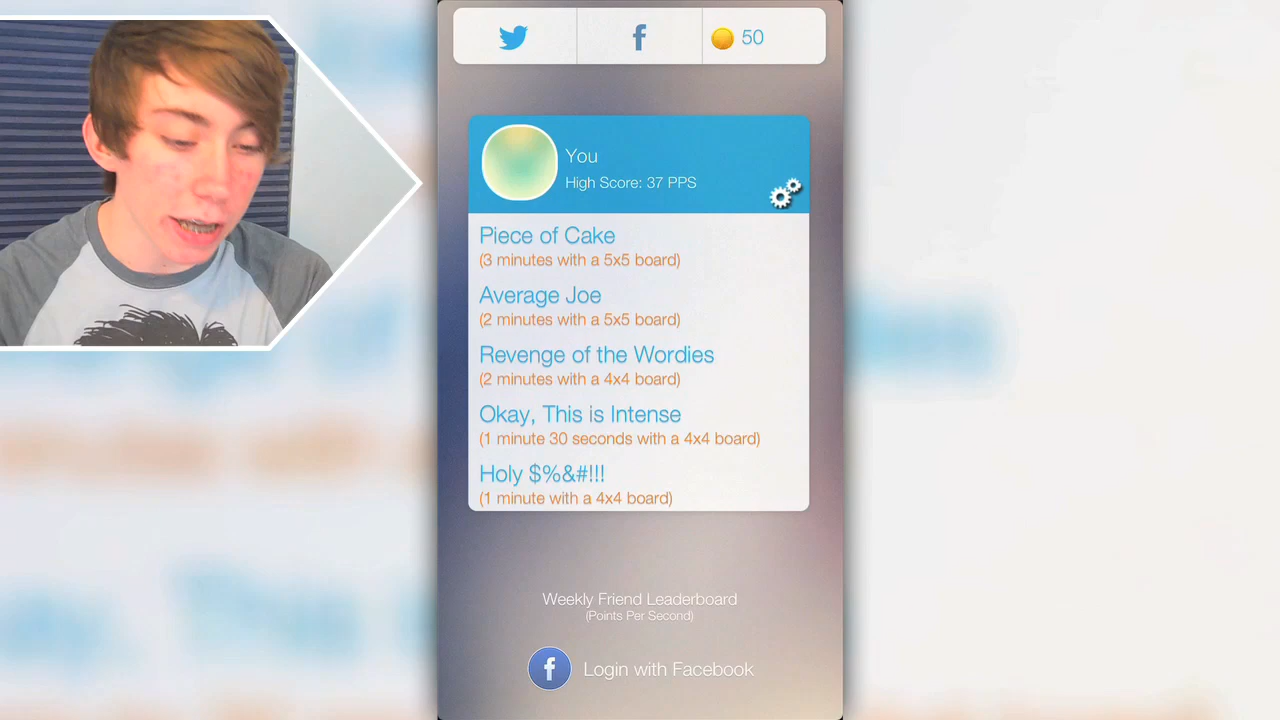 50
You
High Score: 37 PPS
Piece of Cake
(3 minutes with a 5x5 board)
Average Joe
(2 minutes with a 5x5 board)
Revenge of the Wordies
(2 minutes with a 4x4 board)
Okay, This is Intense
(1 minute 30 seconds with a 4x4 board)
Holy $%&#!!!
(1 minute with a 4x4 board)
Weekly Friend Leaderboard
(Points Per Second)
Login with Facebook